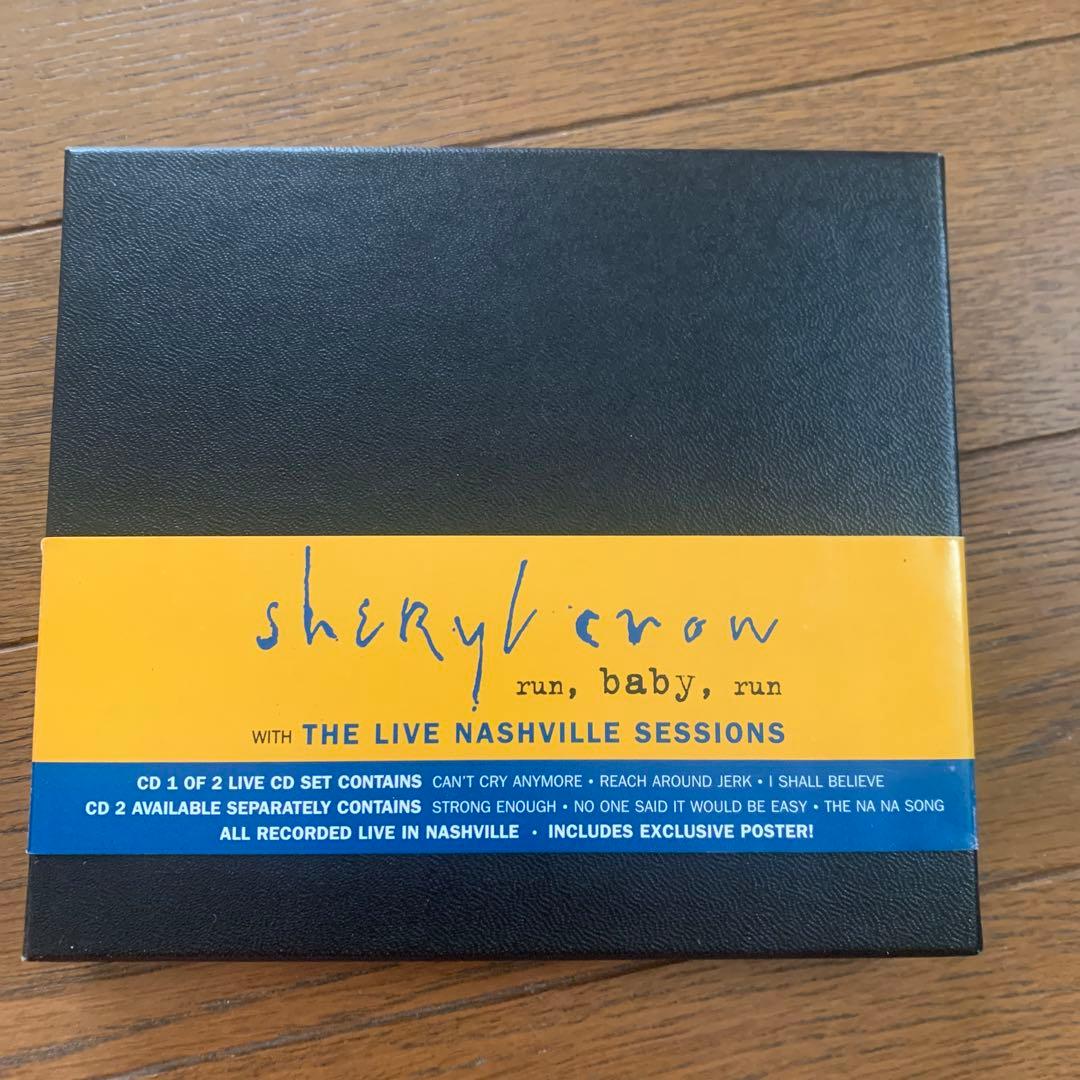 sheryl crow
run, baby, run
WITH THE LIVE NASHVILLE SESSIONS
CD 1 OF 2 LIVE CD SET CONTAINS CAN'T CRY ANYMORE • REACH AROUND JERK • I SHALL BELIEVE
CD 2 AVAILABLE SEPARATELY CONTAINS STRONG ENOUGH • NO ONE SAID IT WOULD BE EASY • THE NA NA SONG
ALL RECORDED LIVE IN NASHVILLE • INCLUDES EXCLUSIVE POSTER!